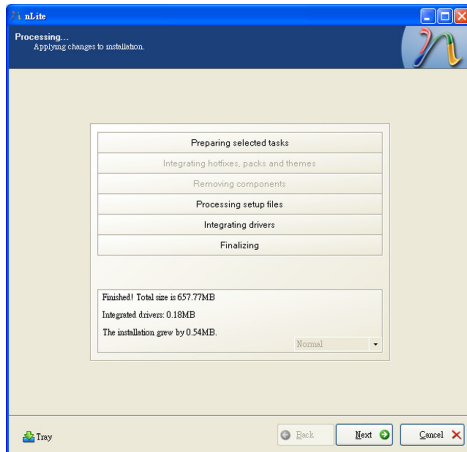 nLite
Processing...
Applying changes to installation.
Preparing selected tasks
Integrating hotfixes, packs and themes
Removing components
Processing setup files
Integrating drivers
Finalizing
Finished! Total size is 657.77MB
Integrated drivers: 0.18MB
The installation grew by 0.54MB.
Normal
Tray
Back
Next
Cancel